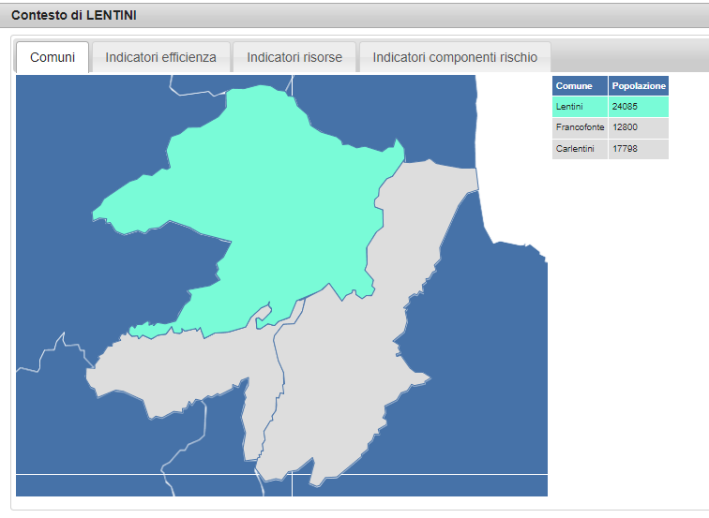 Contesto di LENTINI
Comuni Indicatori efficienza Indicatori risorse Indicatori componenti rischio
Comune Popolazione
Lentini 24085
Francofonte 12800
Carlentini 17798